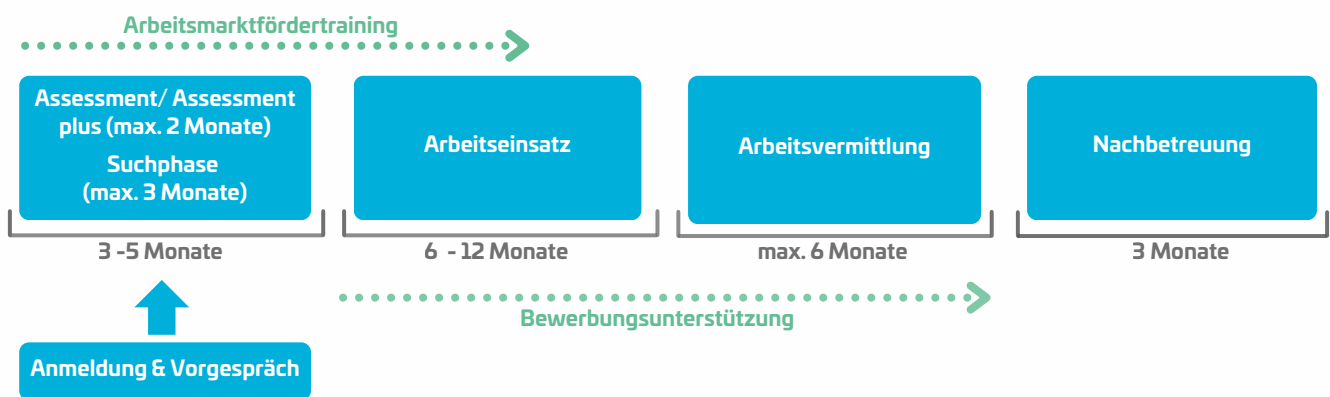 Arbeitsmarktfördertraining
Assessment/ Assessment
plus (max. 2 Monate)
Suchphase
(max. 3 Monate)
Arbeitseinsatz
Arbeitsvermittlung
Nachbetreuung
3 -5 Monate
6 - 12 Monate
max. 6 Monate
3 Monate
Bewerbungsunterstützung
Anmeldung & Vorgespräch